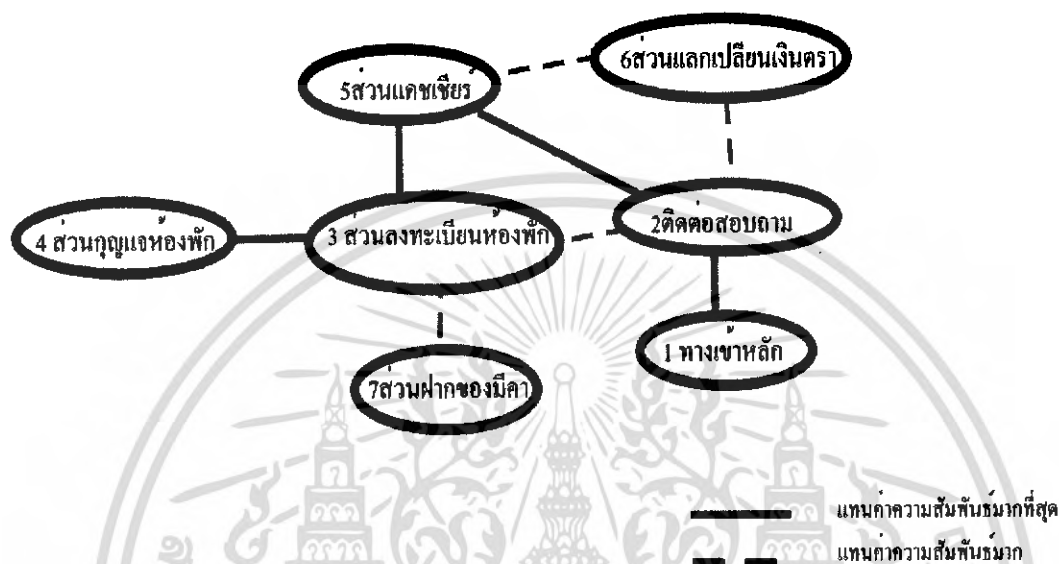 6ส่วนแลกเปลี่ยนเงินตรา
5ส่วนแคชเชียร์
2ติดต่อสอบถาม
4 ส่วนกุญแจห้องพัก
3 ส่วนลงทะเบียนห้องพัก
1 ทางเข้าหลัก
7ส่วนฝากของมีคา
แทนค่าความสัมพันธ์มากที่สุด
แทนค่าความสัมพันธ์มาก